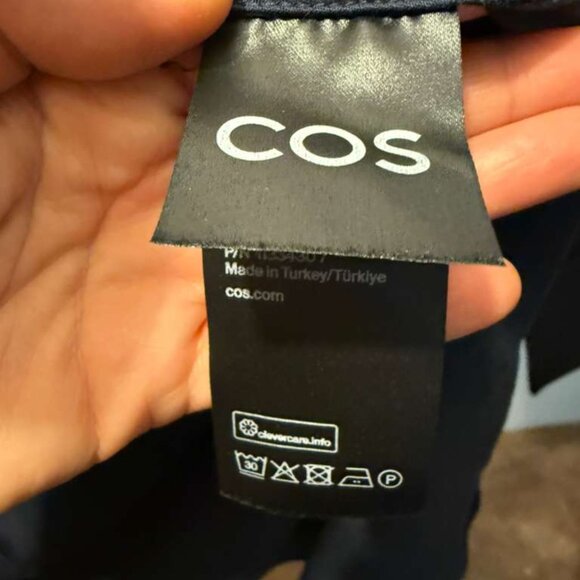 COS
Made in Turkey/Türkiye
cos.com
clevercare.info
30
P